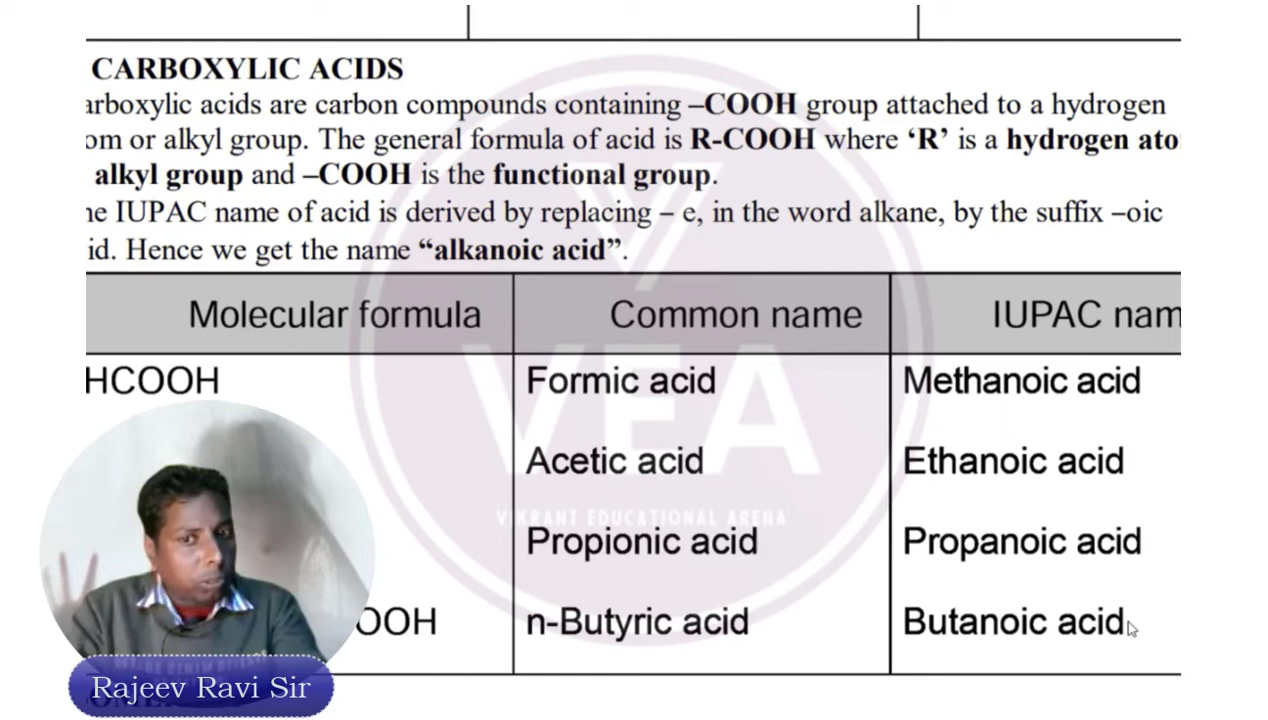 CARBOXYLIC ACIDS
arboxylic acids are carbon compounds containing –COOH group attached to a hydrogen
om or alkyl group. The general formula of acid is R-COOH where ‘R’ is a hydrogen ato
alkyl group and –COOH is the functional group.
he IUPAC name of acid is derived by replacing – e, in the word alkane, by the suffix –oic
id. Hence we get the name “alkanoic acid”.
Molecular formula Common name IUPAC nam
HCOOH Formic acid Methanoic acid
Acetic acid Ethanoic acid
VEA
VIKRANT EDUCATIONAL ARENA
Propionic acid Propanoic acid
OOH n-Butyric acid Butanoic acid
Rajeev Ravi Sir